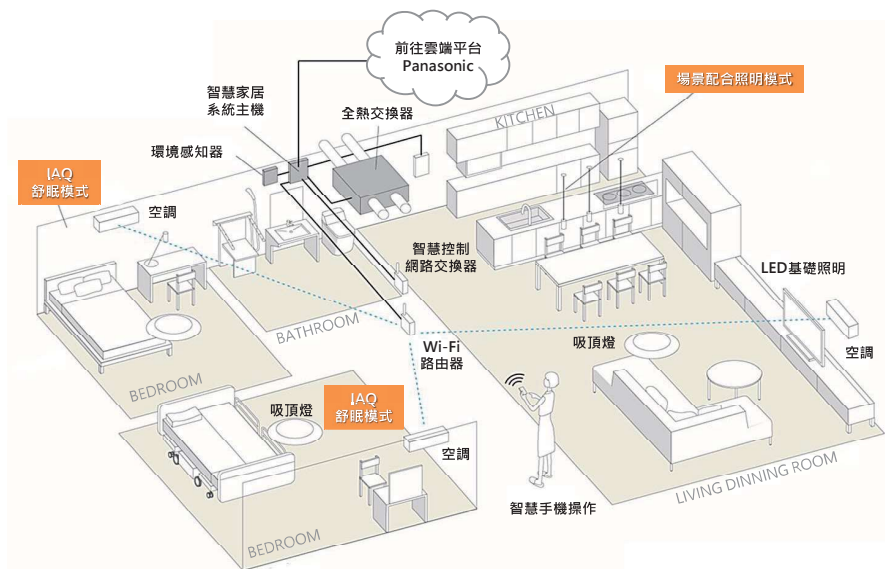 前往雲端平台
Panasonic
智慧家居
系統主機
全熱交換器
場景配合照明模式
KITCHEN
環境感知器
IAQ
舒眠模式
空調
智慧控制
網路交換器
LED基礎照明
BATHROOM
Wi-Fi
路由器
吸頂燈
空調
BEDROOM
吸頂燈
IAQ
舒眠模式
空調
LIVING DINNING ROOM
智慧手機操作
BEDROOM